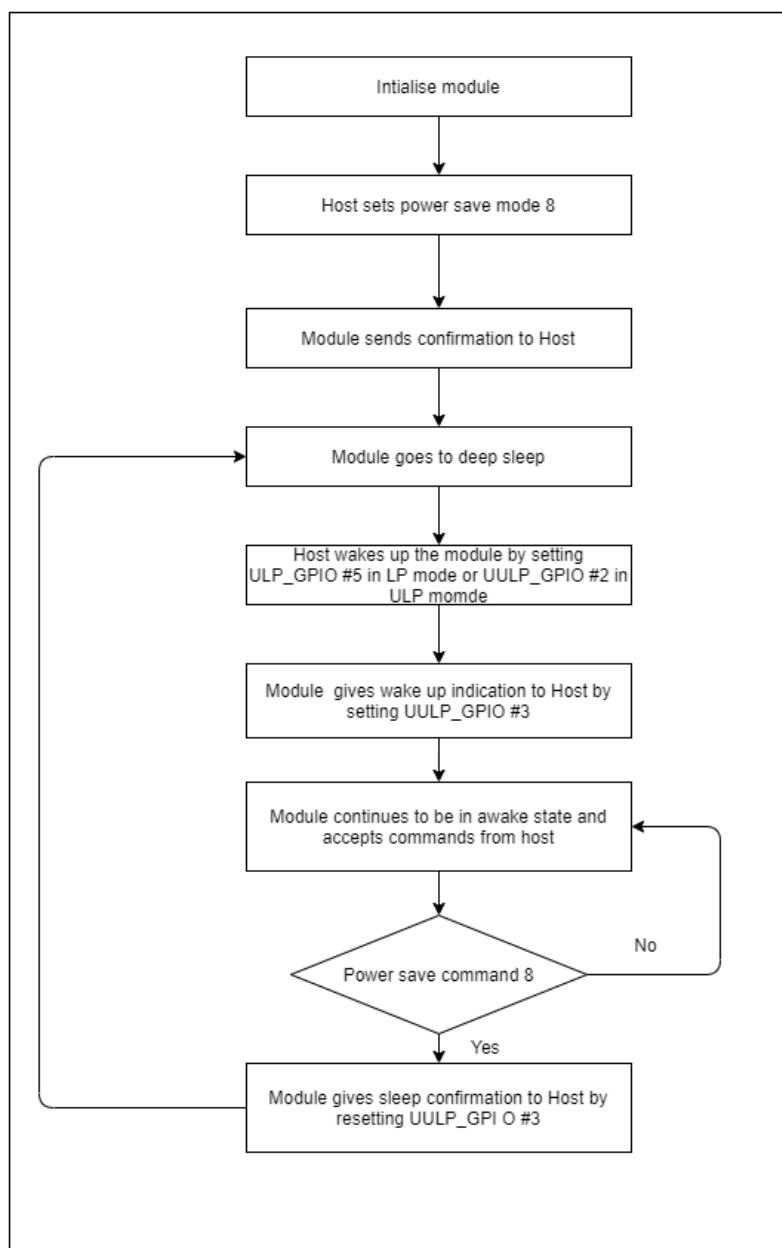 Intialise module
Host sets power save mode 8
Module sends confirmation to Host
Module goes to deep sleep
Host wakes up the module by setting
ULP_GPIO #5 in LP mode or UULP_GPIO #2 in
ULP momde
Module  gives wake up indication to Host by
setting UULP_GPIO #3
Module continues to be in awake state and
accepts commands from host
Power save command 8
No
Yes
Module gives sleep confirmation to Host by
resetting UULP_GPI O #3